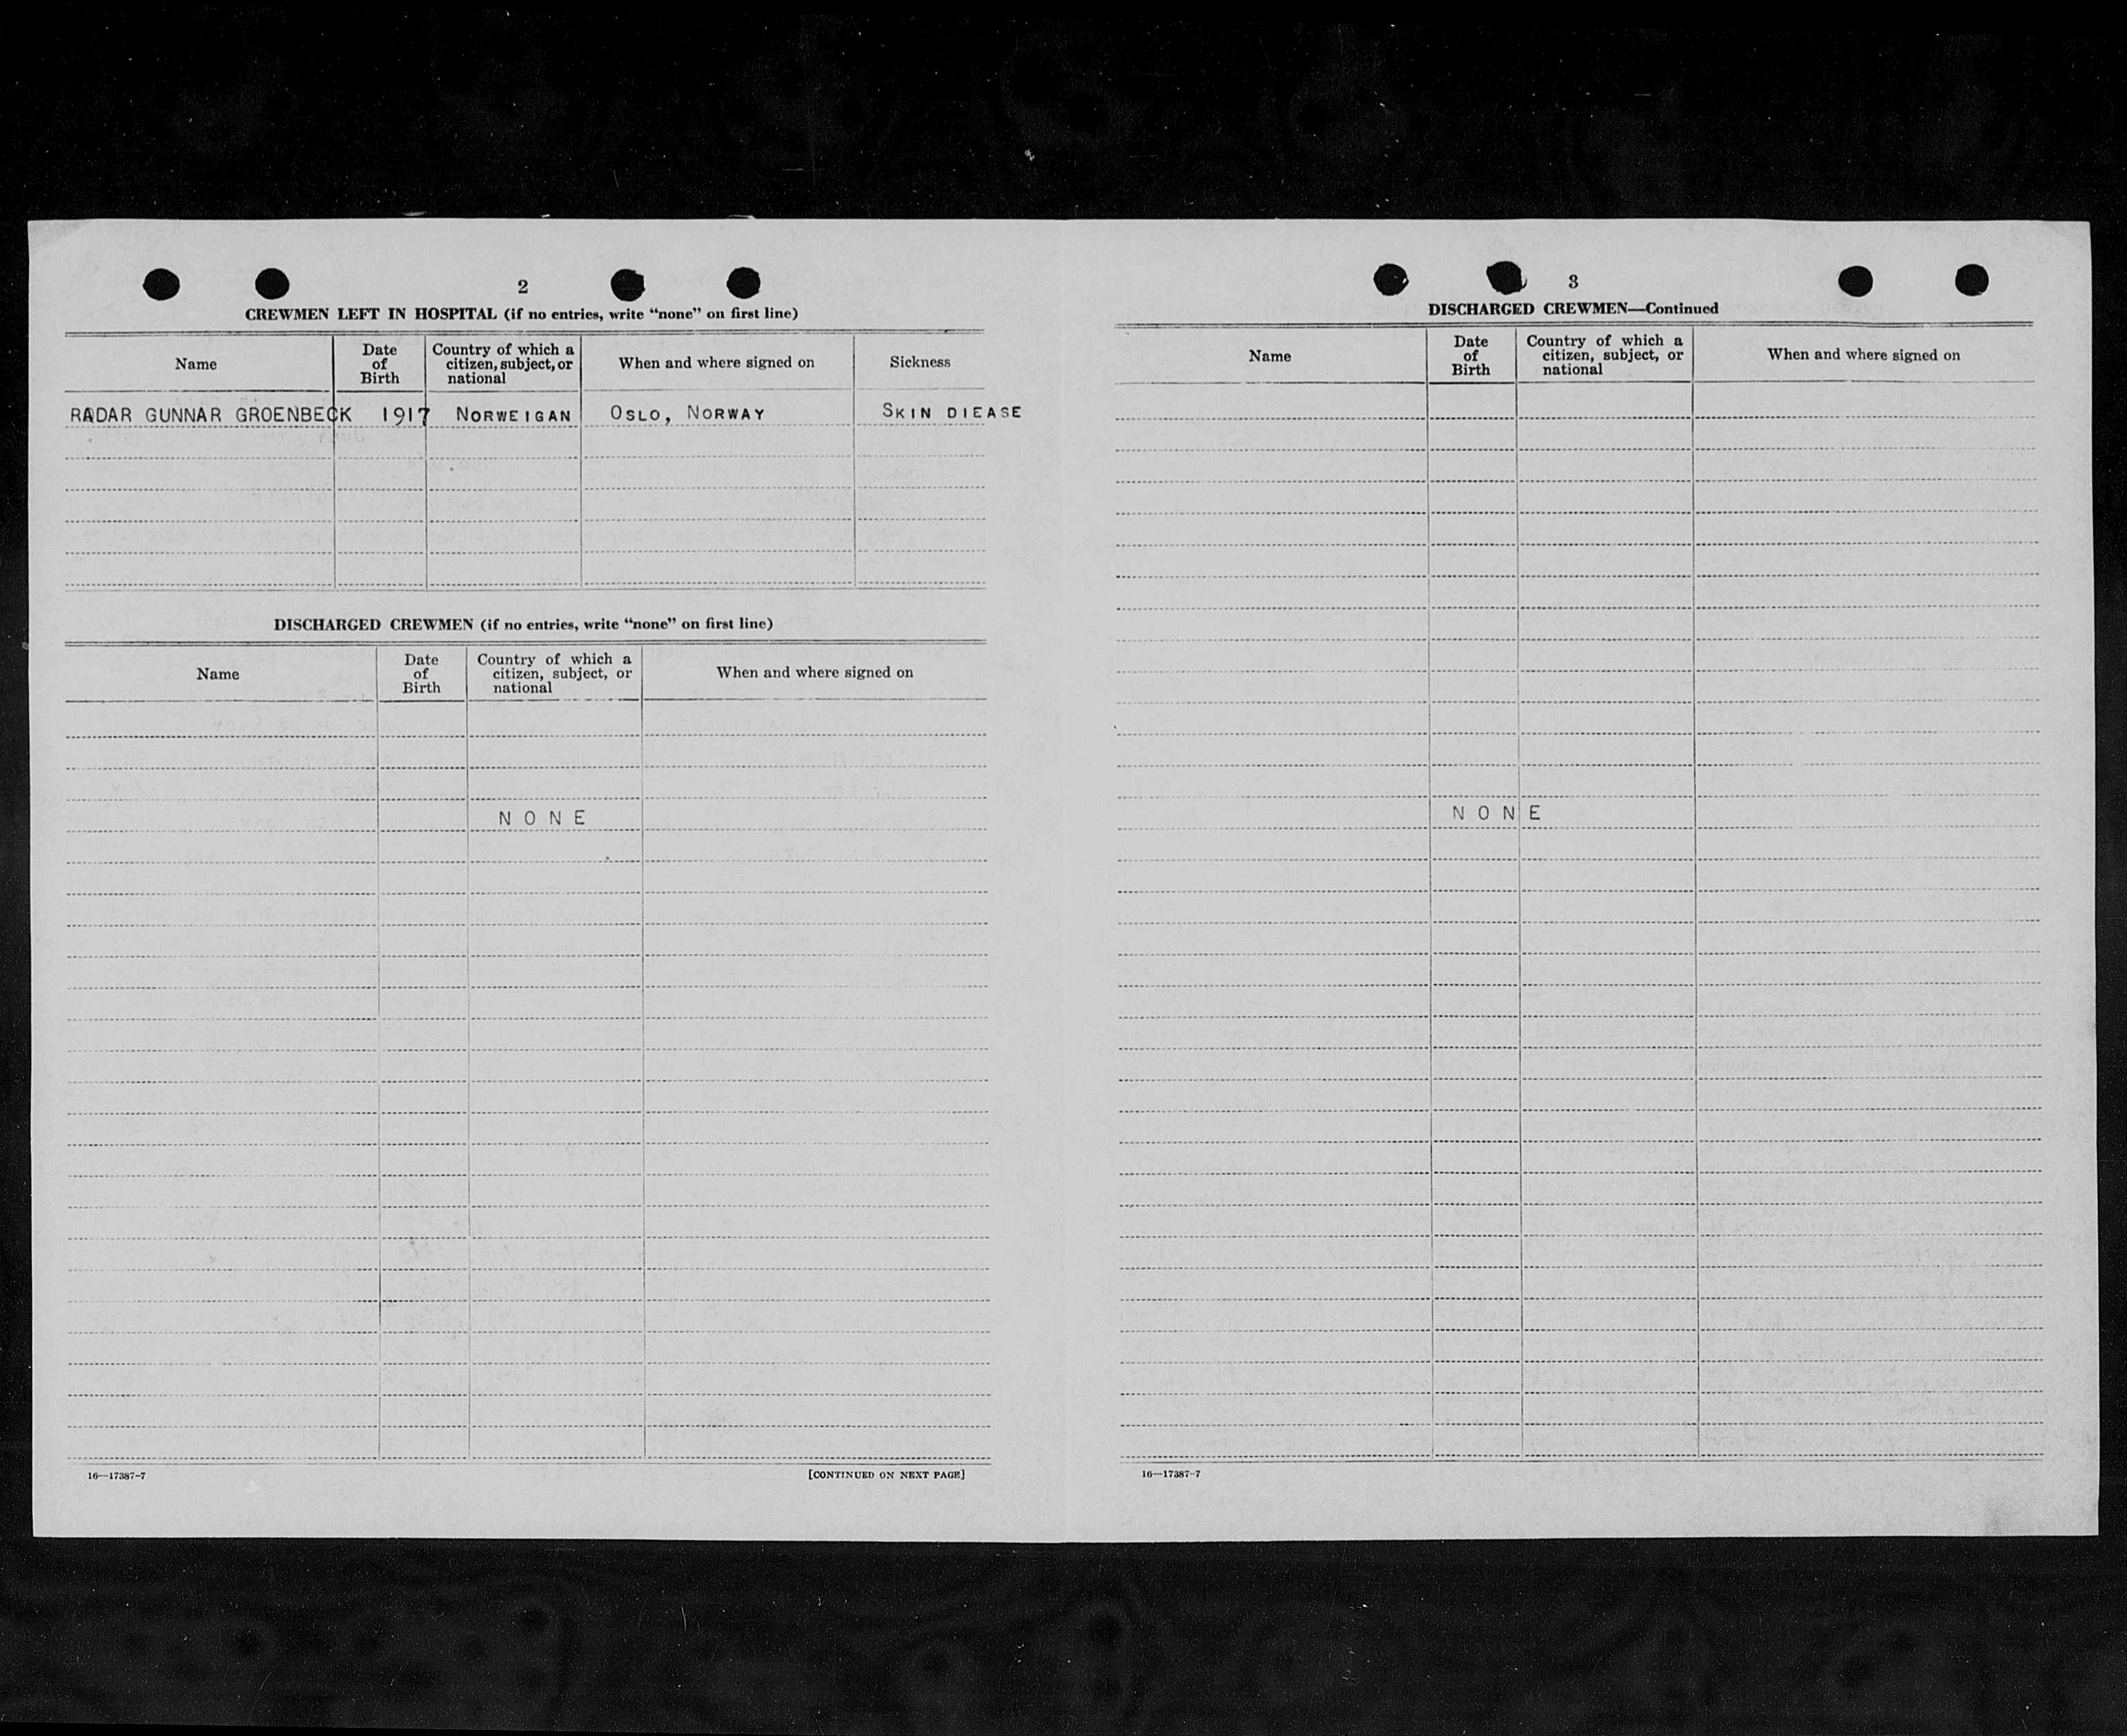 2
CREWMEN LEFT IN HOSPITAL (if no entries, write “none” on first line)
Name
Date of Birth
Country of which a citizen, subject, or national
When and where signed on
Sickness
RADAR GUNNAR GROENBECK 1917 NORWEIGAN OSLO, NORWAY SKIN DIEASE
DISCHARGED CREWMEN (if no entries, write “none” on first line)
Name
Date of Birth
Country of which a citizen, subject, or national
When and where signed on
N O N E
16—17387-7 [CONTINUED ON NEXT PAGE]
3
DISCHARGED CREWMEN—Continued
Name
Date of Birth
Country of which a citizen, subject, or national
When and where signed on
N O N E
16—17387-7